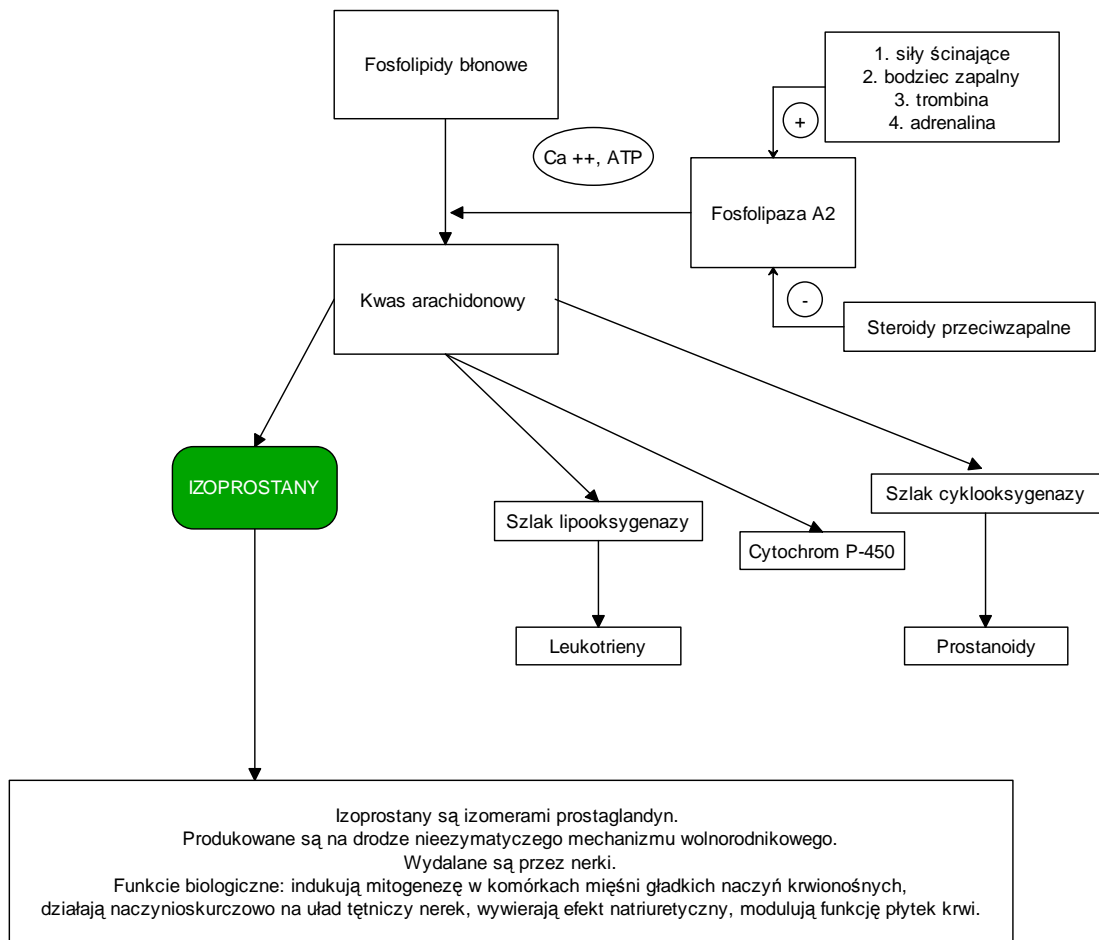 Fosfolipidy błonowe
1. siły ścinające
2. bodziec zapalny
3. trombina
4. adrenalina
+
Ca ++, ATP
Fosfolipaza A2
Kwas arachidonowy
-
Steroidy przeciwzapalne
IZOPROSTANY
Szlak lipooksygenazy
Cytochrom P-450
Szlak cyklooksygenazy
Leukotrieny
Prostanoidy
Izoprostany są izomerami prostaglandyn.
Produkowane są na drodze nieezymatyczego mechanizmu wolnorodnikowego.
Wydalane są przez nerki.
Funkcie biologiczne: indukują mitogenezę w komórkach mięśni gładkich naczyń krwionośnych,
działają naczynioskurczowo na uład tętniczy nerek, wywierają efekt natriuretyczny, modulują funkcję płytek krwi.